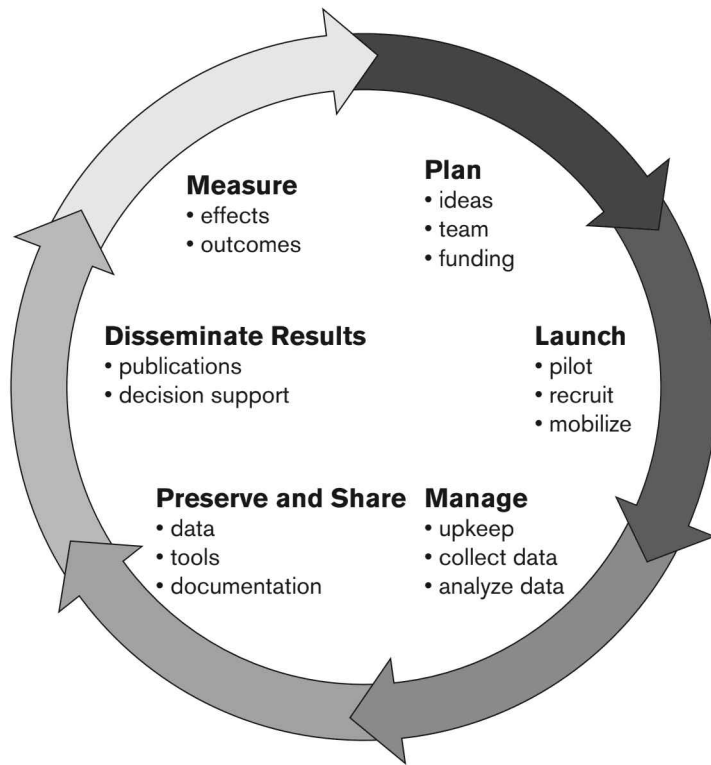 Plan
• ideas
• team
• funding
Launch
• pilot
• recruit
• mobilize
Manage
• upkeep
• collect data
• analyze data
Preserve and Share
• data
• tools
• documentation
Disseminate Results
• publications
• decision support
Measure
• effects
• outcomes